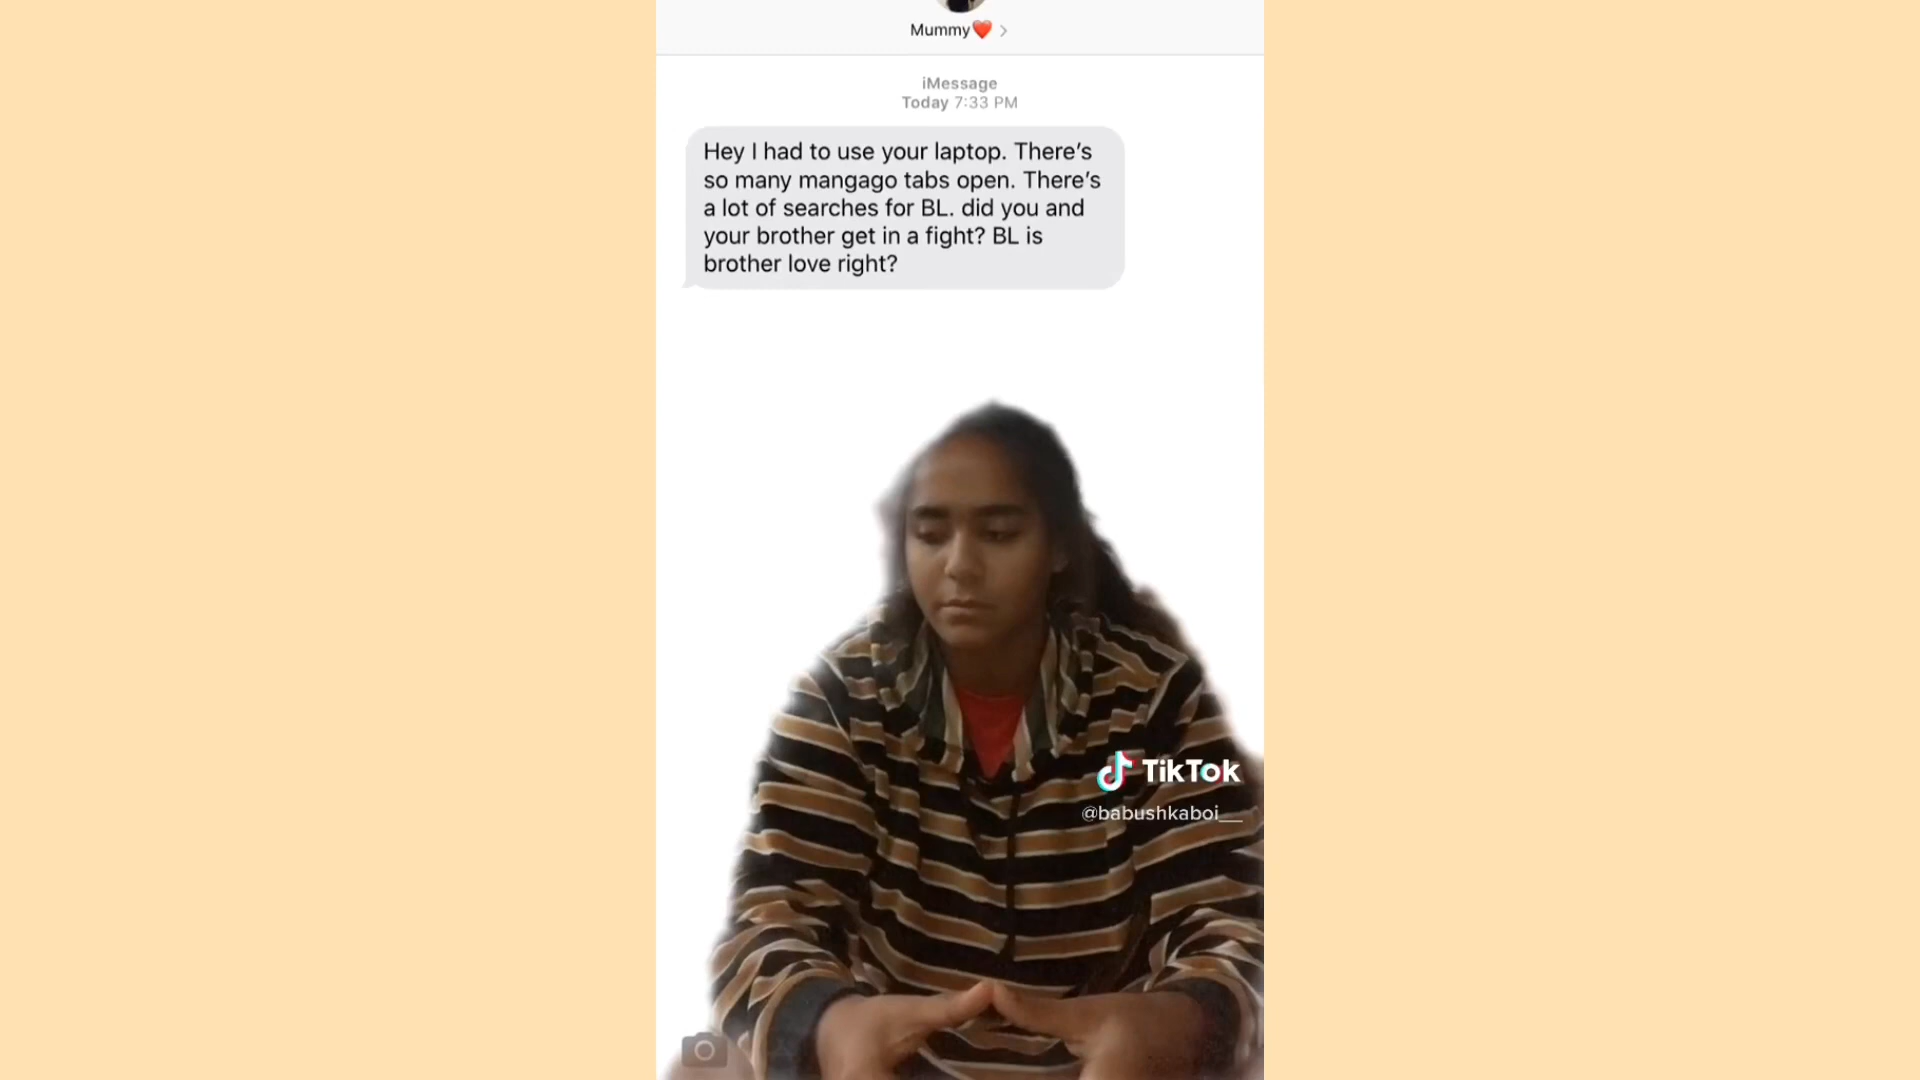 Mummy❤️ >
iMessage
Today 7:33 PM
Hey I had to use your laptop. There’s
so many mangago tabs open. There’s
a lot of searches for BL. did you and
your brother get in a fight? BL is
brother love right?
TikTok
@babushkaboi__